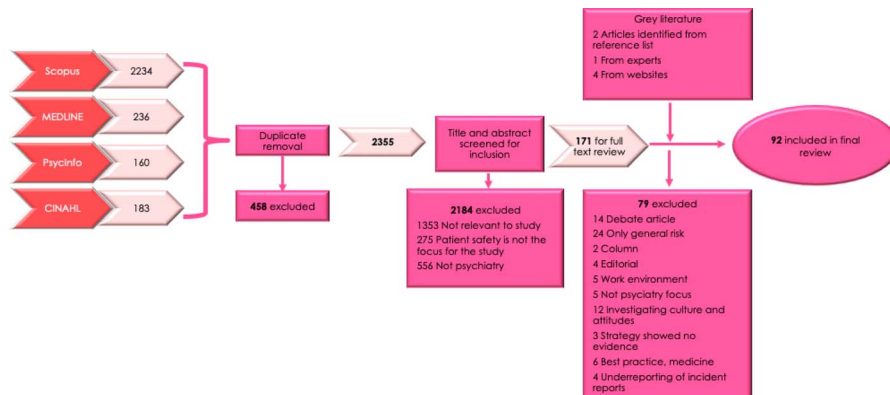 Scopus
2234
MEDLINE
236
PsycInfo
160
CINAHL
183
Duplicate
removal
458 excluded
2355
Title and abstract
screened for
inclusion
2184 excluded
1353 Not relevant to study
275 Patient safety is not the
focus for the study
556 Not psychiatry
171 for full
text review
Grey literature
2 Articles identified from
reference list
1 From experts
4 From websites
79 excluded
14 Debate article
24 Only general risk
2 Column
4 Editorial
5 Work environment
5 Not psyciatry focus
12 Investigating culture and
attitudes
3 Strategy showed no
evidence
6 Best practice, medicine
4 Underreporting of incident
reports
92 included in final
review